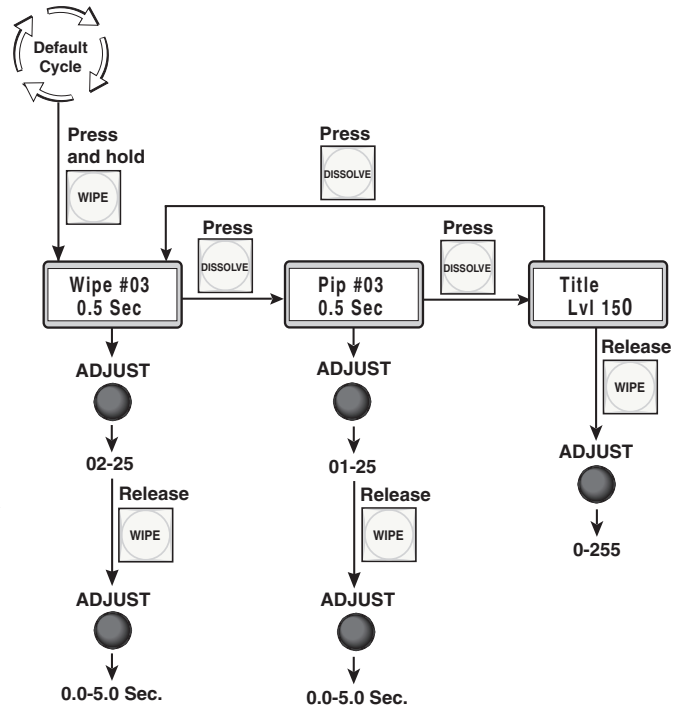 Default
Cycle
Press
and hold
WIPE
Press
DISSOLVE
Press
DISSOLVE
Press
DISSOLVE
Wipe #03
0.5 Sec
Pip #03
0.5 Sec
Title
Lvl 150
ADJUST
02-25
Release
WIPE
ADJUST
0.0-5.0 Sec.
ADJUST
01-25
Release
WIPE
ADJUST
0.0-5.0 Sec.
Release
WIPE
ADJUST
0-255